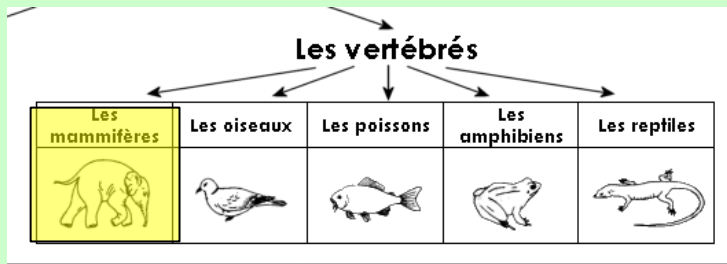 Les vertébrés
Les mammifères
Les oiseaux
Les poissons
Les amphibiens
Les reptiles